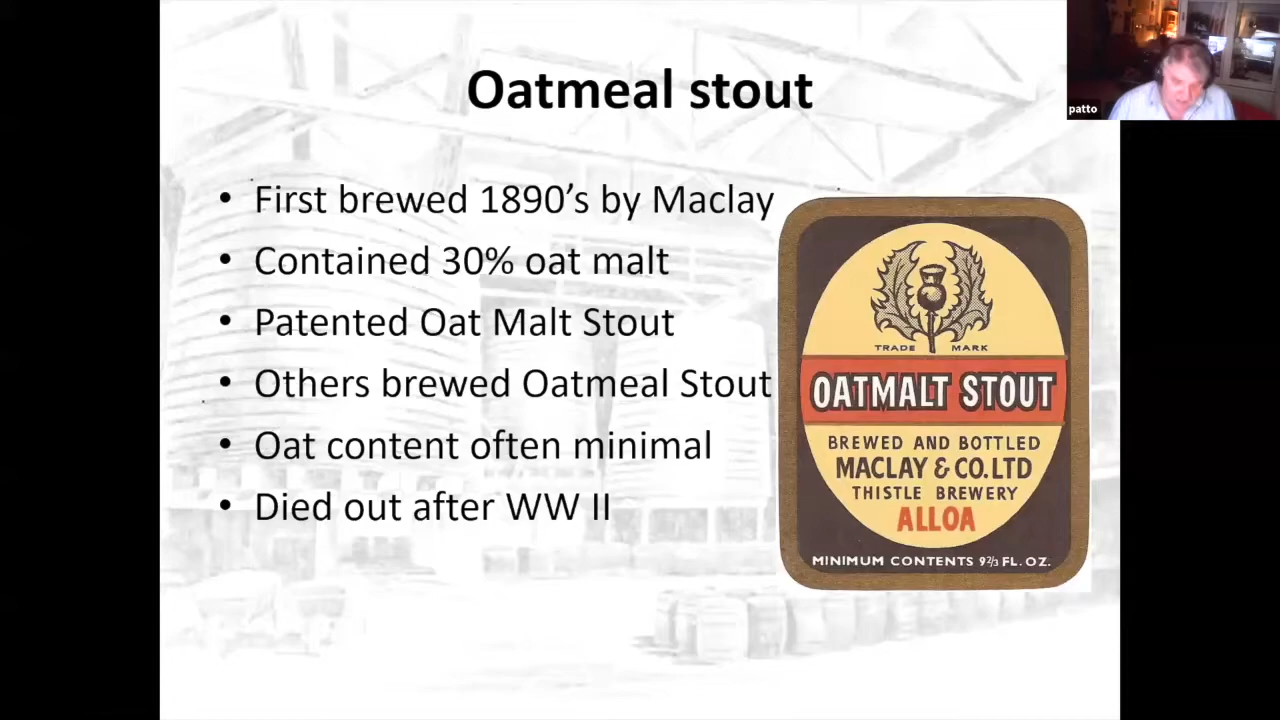 Oatmeal stout
patto
• First brewed 1890’s by Maclay
• Contained 30% oat malt
• Patented Oat Malt Stout
• Others brewed Oatmeal Stout
• Oat content often minimal
• Died out after WW II
TRADE MARK
OATMALT STOUT
BREWED AND BOTTLED
MACLAY & CO. LTD
THISTLE BREWERY
ALLOA
MINIMUM CONTENTS 9⅔ FL. OZ.